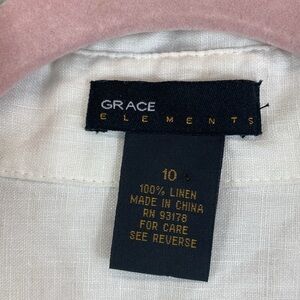 GRACE
ELEMENTS
10
100% LINEN
MADE IN CHINA
RN 93178
FOR CARE
SEE REVERSE